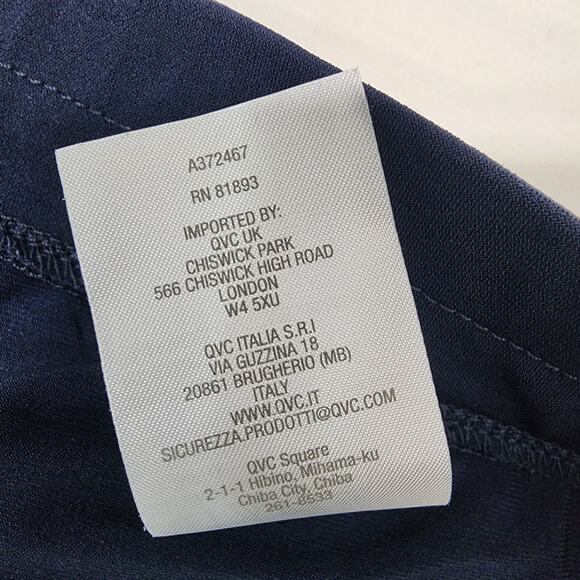 A372467
RN 81893
IMPORTED BY:
QVC UK
CHISWICK PARK
566 CHISWICK HIGH ROAD
LONDON
W4 5XU
QVC ITALIA S.R.I
VIA GUZZINA 18
20861 BRUGHERIO (MB)
ITALY
WWW.QVC.IT
SICUREZZA.PRODOTTI@QVC.COM
QVC Square
2-1-1 Hibino, Mihama-ku
Chiba City, Chiba
261-8533